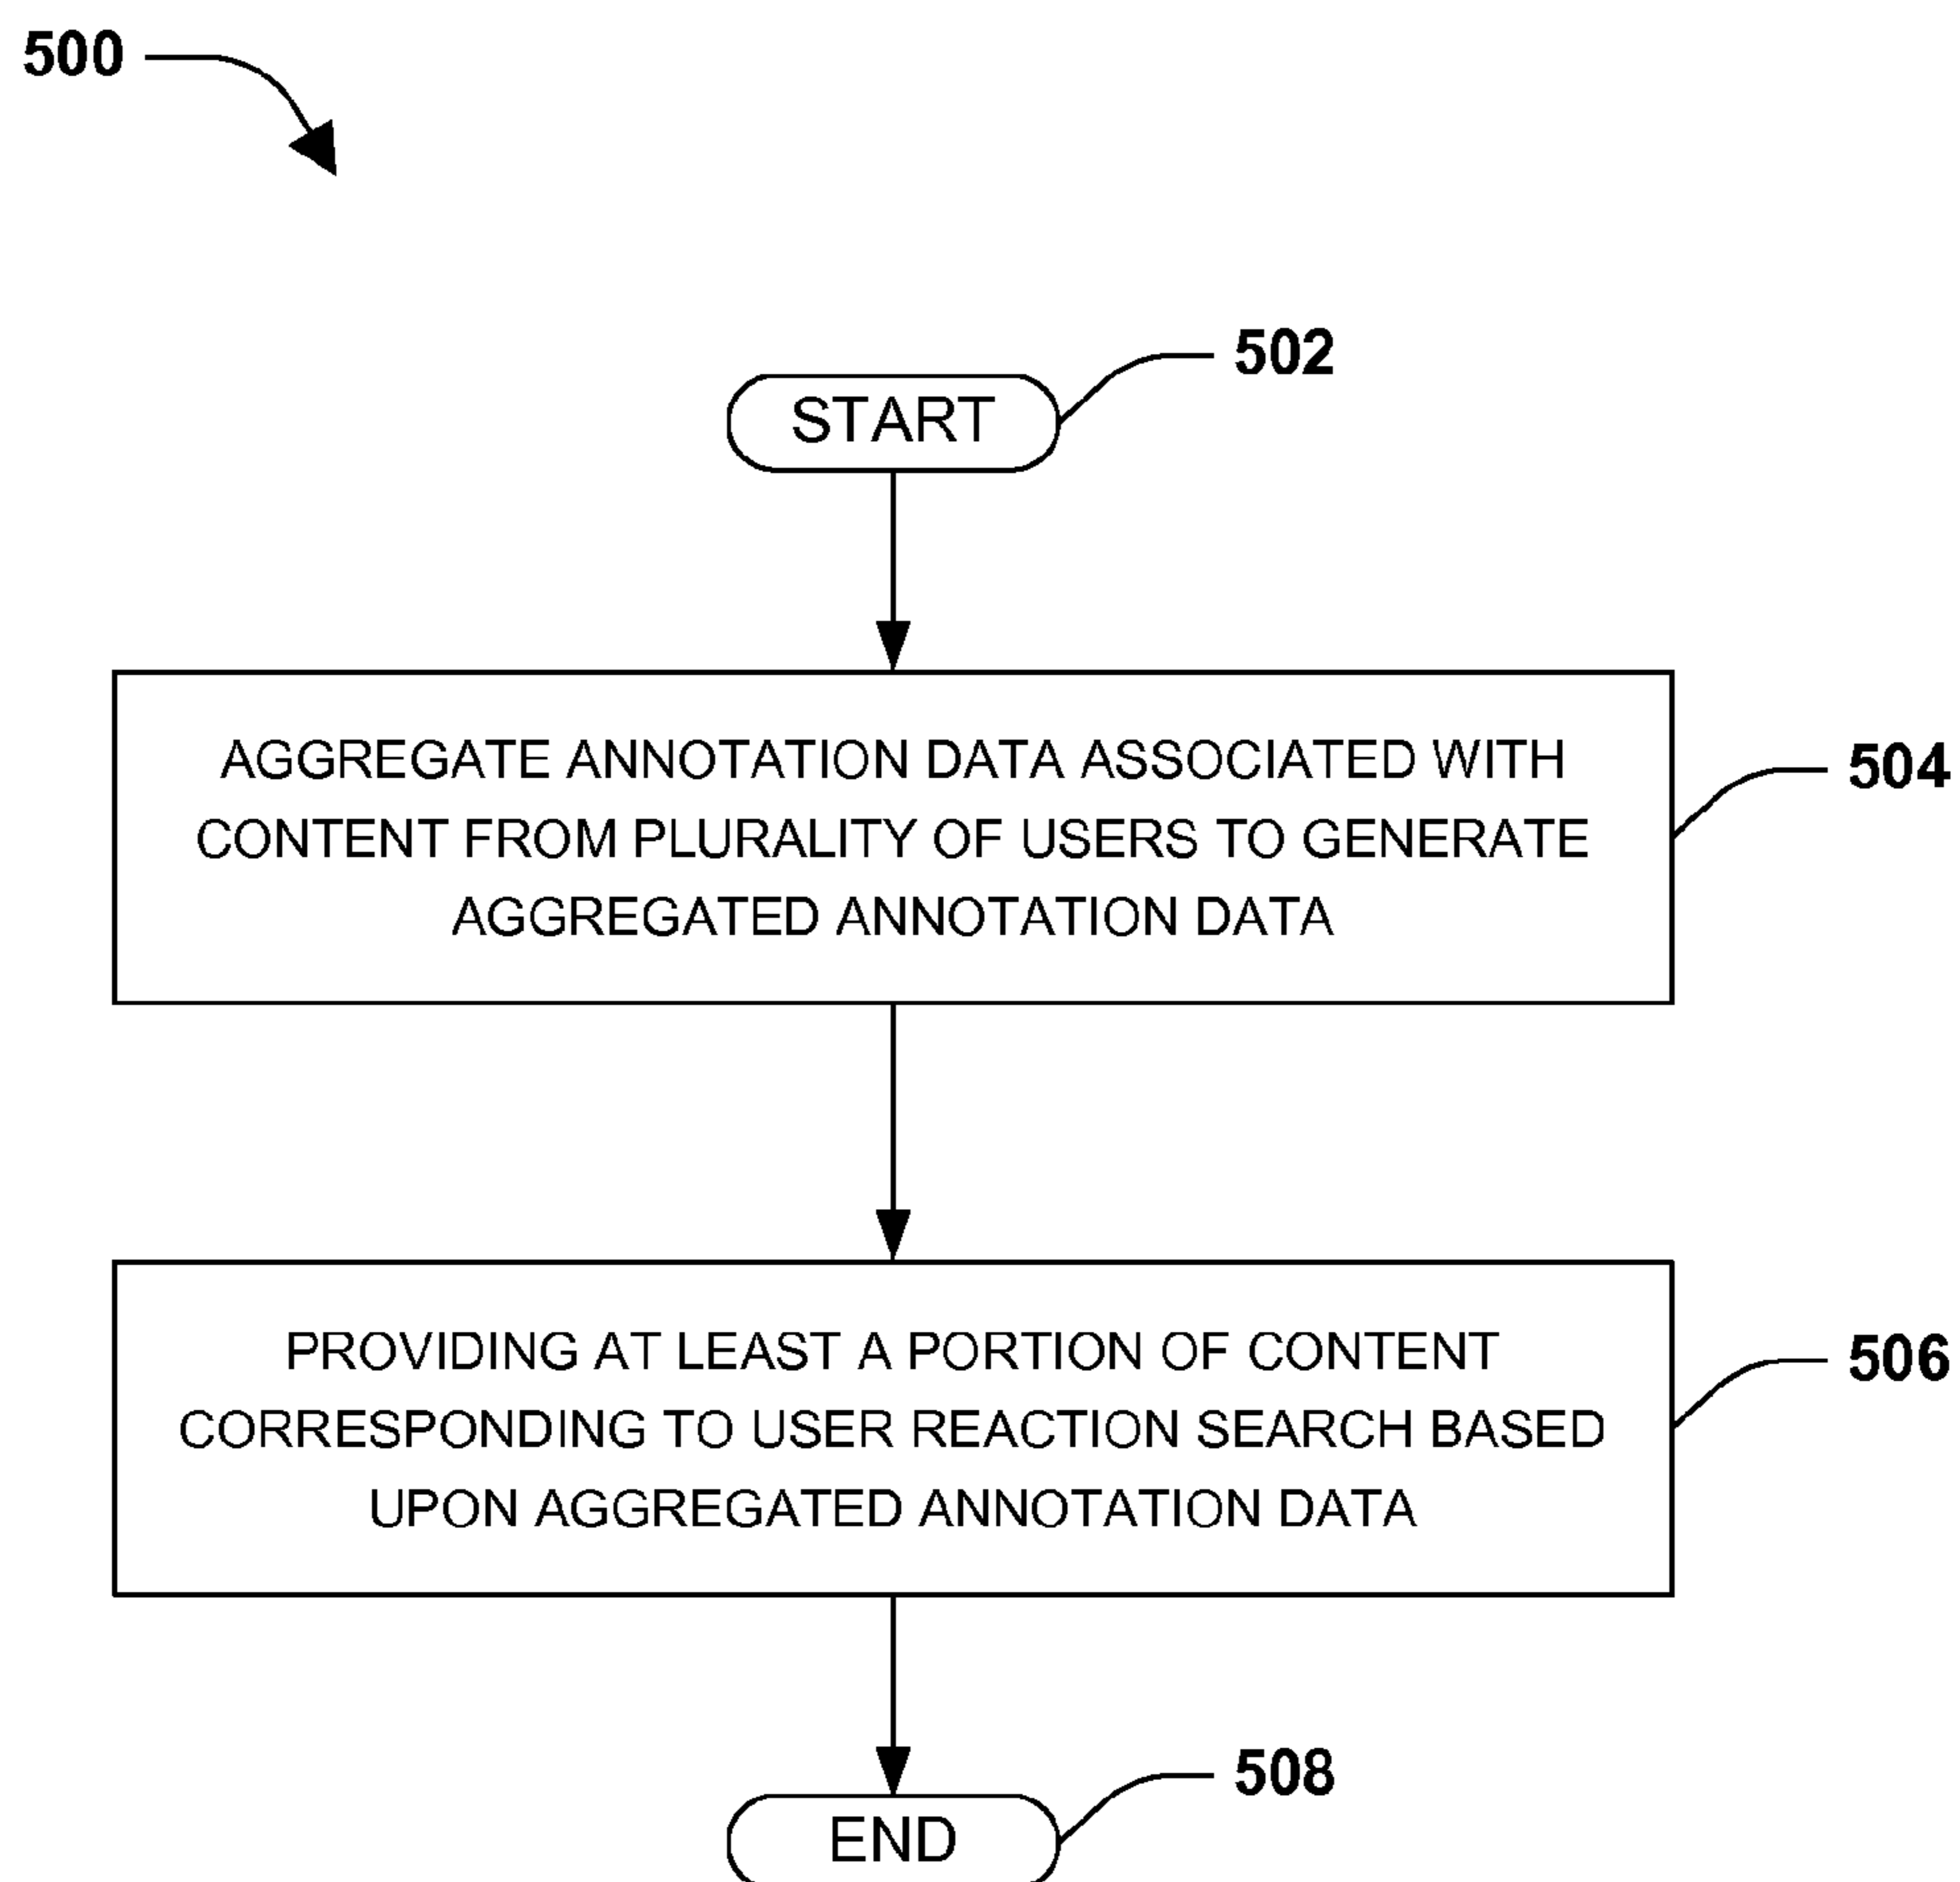 500
502
START
AGGREGATE ANNOTATION DATA ASSOCIATED WITH
CONTENT FROM PLURALITY OF USERS TO GENERATE
AGGREGATED ANNOTATION DATA
504
PROVIDING AT LEAST A PORTION OF CONTENT
CORRESPONDING TO USER REACTION SEARCH BASED
UPON AGGREGATED ANNOTATION DATA
506
508
END